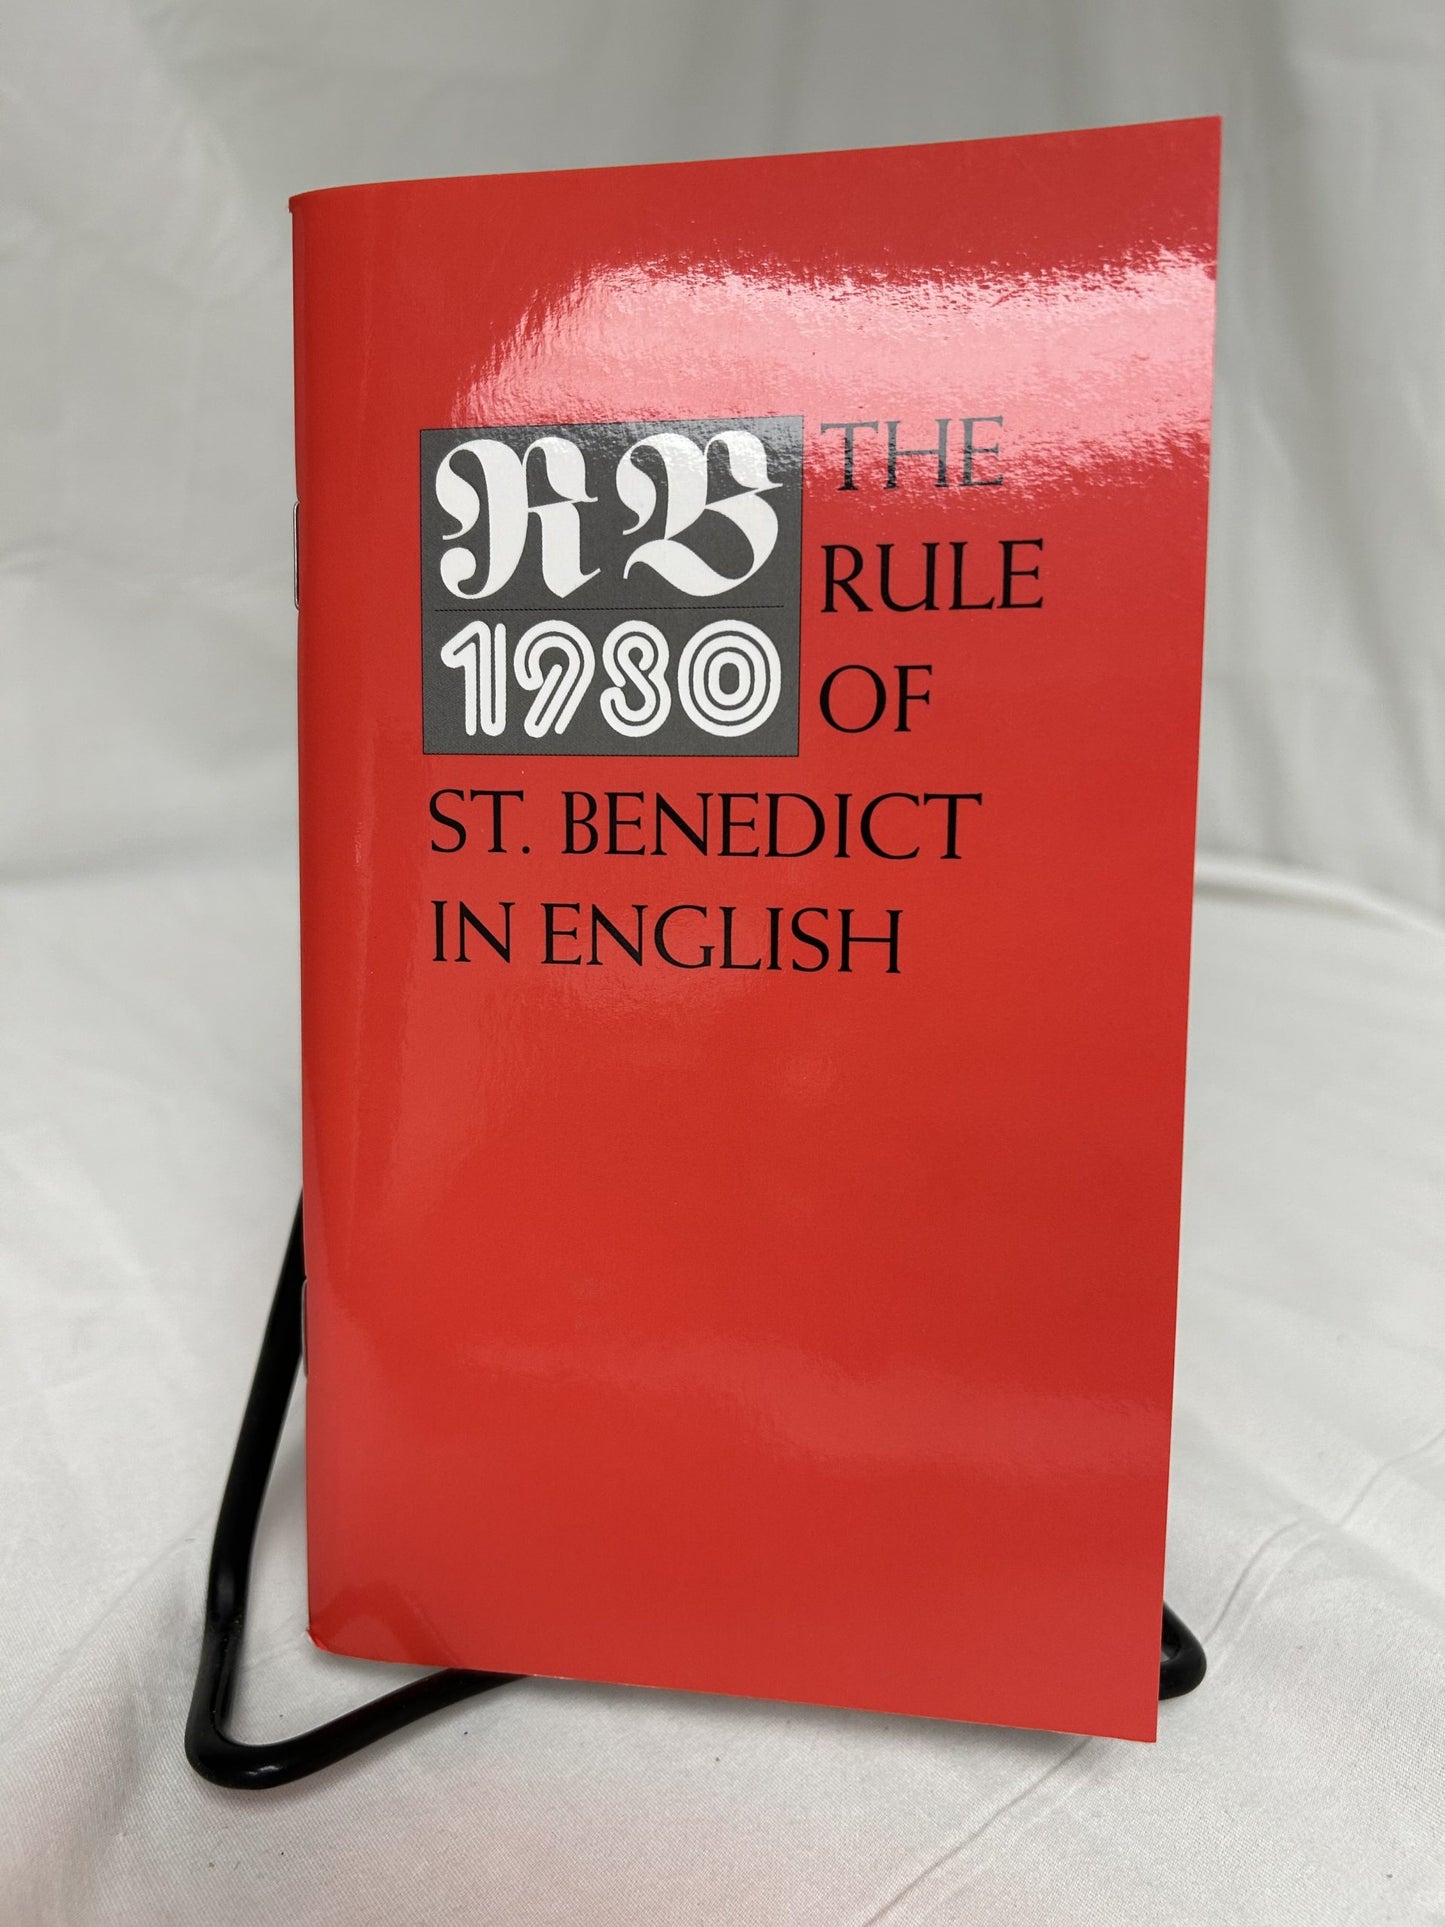 RB
1980
THE
RULE
OF
ST. BENEDICT
IN ENGLISH